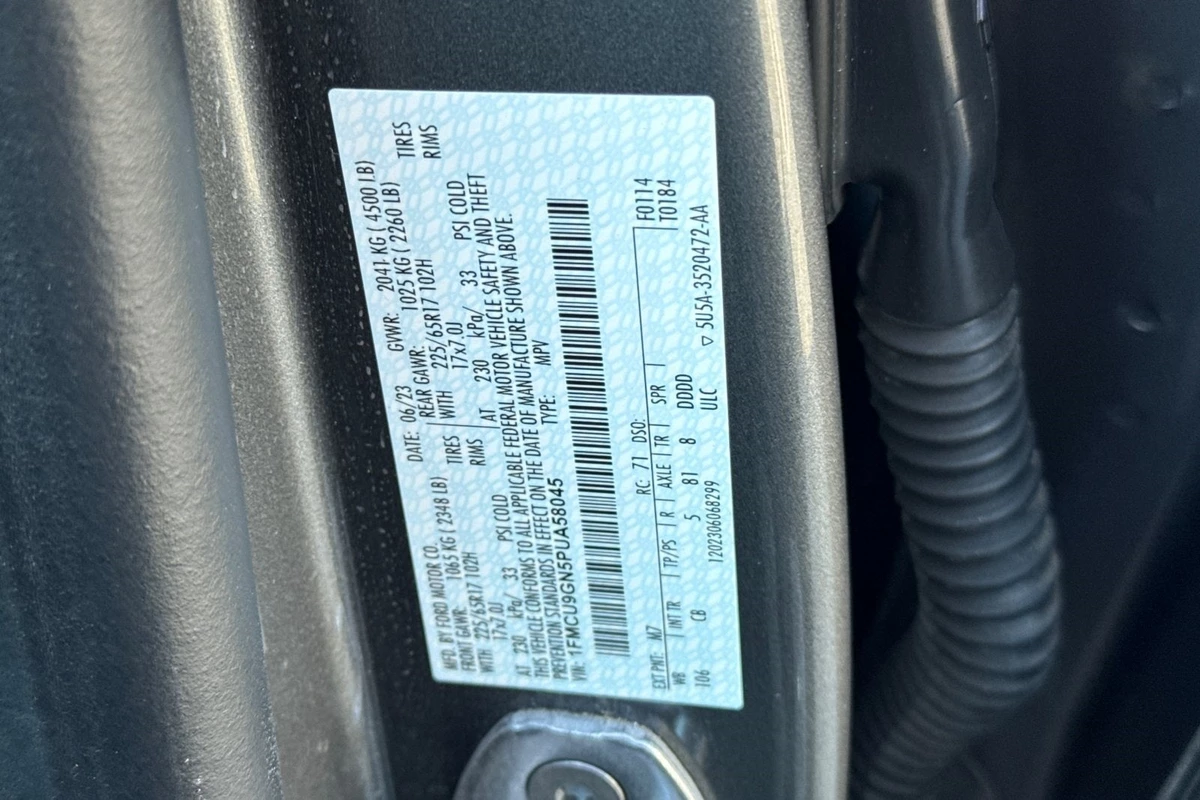 MFD. BY FORD MOTOR CO. DATE: 06/23 GVWR: 2041 KG ( 4500 LB)
FRONT GAWR: 1065 KG ( 2348 LB) REAR GAWR: 1025 KG ( 2260 LB)
WITH 225/65R17 102H TIRES WITH 225/65R17 102H TIRES
17x7.0J RIMS 17x7.0J RIMS
AT 230 kPa/ 33 PSI COLD AT 230 kPa/ 33 PSI COLD
THIS VEHICLE CONFORMS TO ALL APPLICABLE FEDERAL MOTOR VEHICLE SAFETY AND THEFT
PREVENTION STANDARDS IN EFFECT ON THE DATE OF MANUFACTURE SHOWN ABOVE.
VIN: 1FMCU9GN5PUA58045 TYPE: MPV
EXT PNT: M7 RC: 71 DSO: F0114
WB INT TR TP/PS R AXLE TR SPR T0184
106 CB 5 81 8 DDDD
1202306068299 ULC ▽ 5U5A-3520472-AA